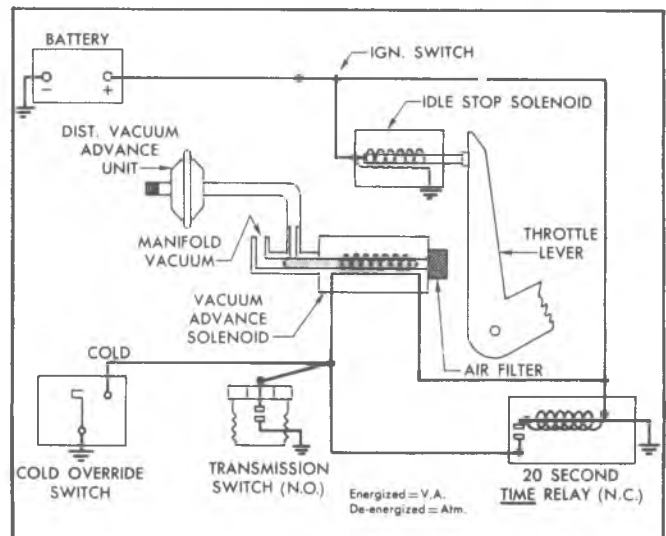 BATTERY
- +
IGN. SWITCH
IDLE STOP SOLENOID
DIST. VACUUM
ADVANCE
UNIT
MANIFOLD
VACUUM
THROTTLE
LEVER
VACUUM
ADVANCE
SOLENOID
AIR FILTER
COLD
COLD OVERRIDE
SWITCH
TRANSMISSION
SWITCH (N.O.)
Energized = V.A.
De-energized = Atm.
20 SECOND
TIME RELAY (N.C.)